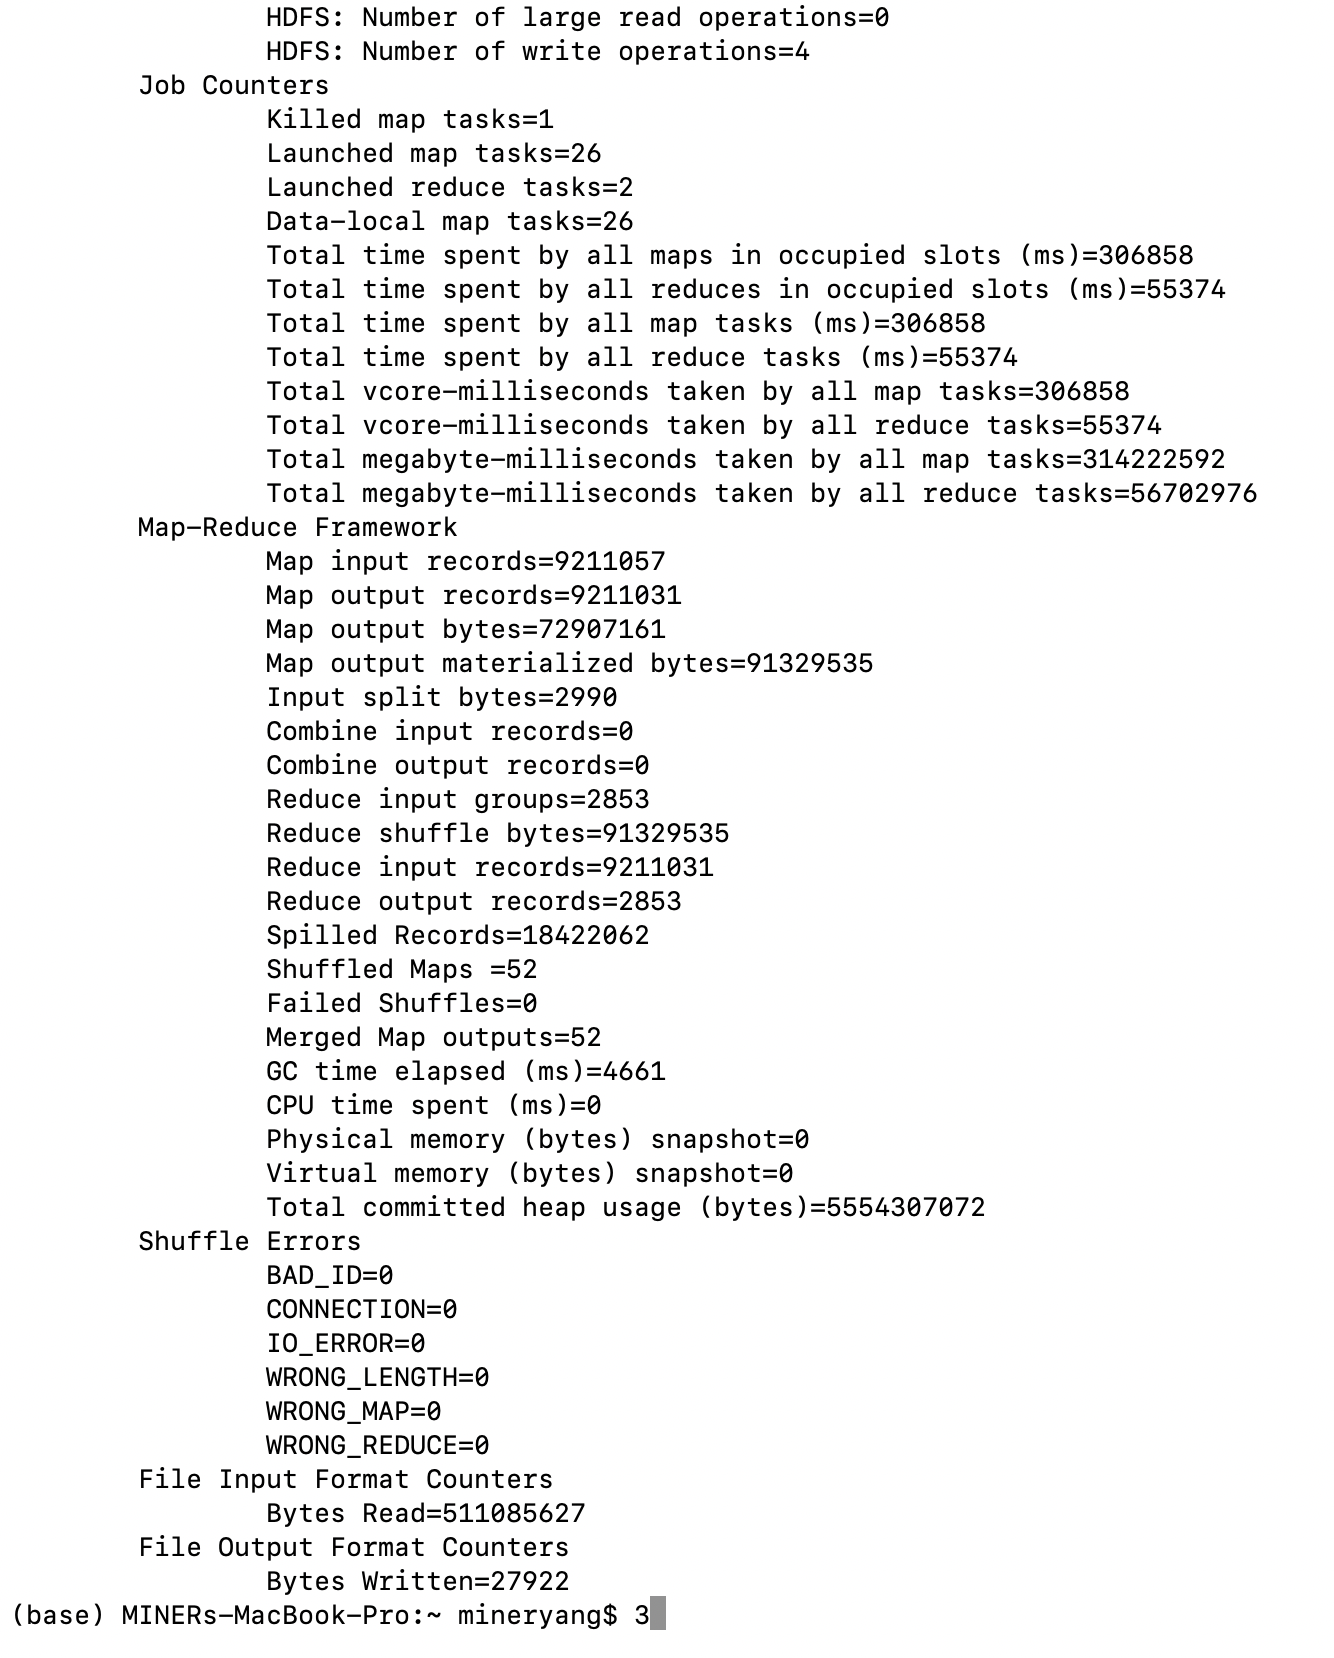 HDFS: Number of large read operations=0
HDFS: Number of write operations=4
Job Counters
Killed map tasks=1
Launched map tasks=26
Launched reduce tasks=2
Data-local map tasks=26
Total time spent by all maps in occupied slots (ms)=306858
Total time spent by all reduces in occupied slots (ms)=55374
Total time spent by all map tasks (ms)=306858
Total time spent by all reduce tasks (ms)=55374
Total vcore-milliseconds taken by all map tasks=306858
Total vcore-milliseconds taken by all reduce tasks=55374
Total megabyte-milliseconds taken by all map tasks=314222592
Total megabyte-milliseconds taken by all reduce tasks=56702976
Map-Reduce Framework
Map input records=9211057
Map output records=9211031
Map output bytes=72907161
Map output materialized bytes=91329535
Input split bytes=2990
Combine input records=0
Combine output records=0
Reduce input groups=2853
Reduce shuffle bytes=91329535
Reduce input records=9211031
Reduce output records=2853
Spilled Records=18422062
Shuffled Maps =52
Failed Shuffles=0
Merged Map outputs=52
GC time elapsed (ms)=4661
CPU time spent (ms)=0
Physical memory (bytes) snapshot=0
Virtual memory (bytes) snapshot=0
Total committed heap usage (bytes)=5554307072
Shuffle Errors
BAD_ID=0
CONNECTION=0
IO_ERROR=0
WRONG_LENGTH=0
WRONG_MAP=0
WRONG_REDUCE=0
File Input Format Counters
Bytes Read=511085627
File Output Format Counters
Bytes Written=27922
(base) MINERs-MacBook-Pro:~ mineryang$ 3